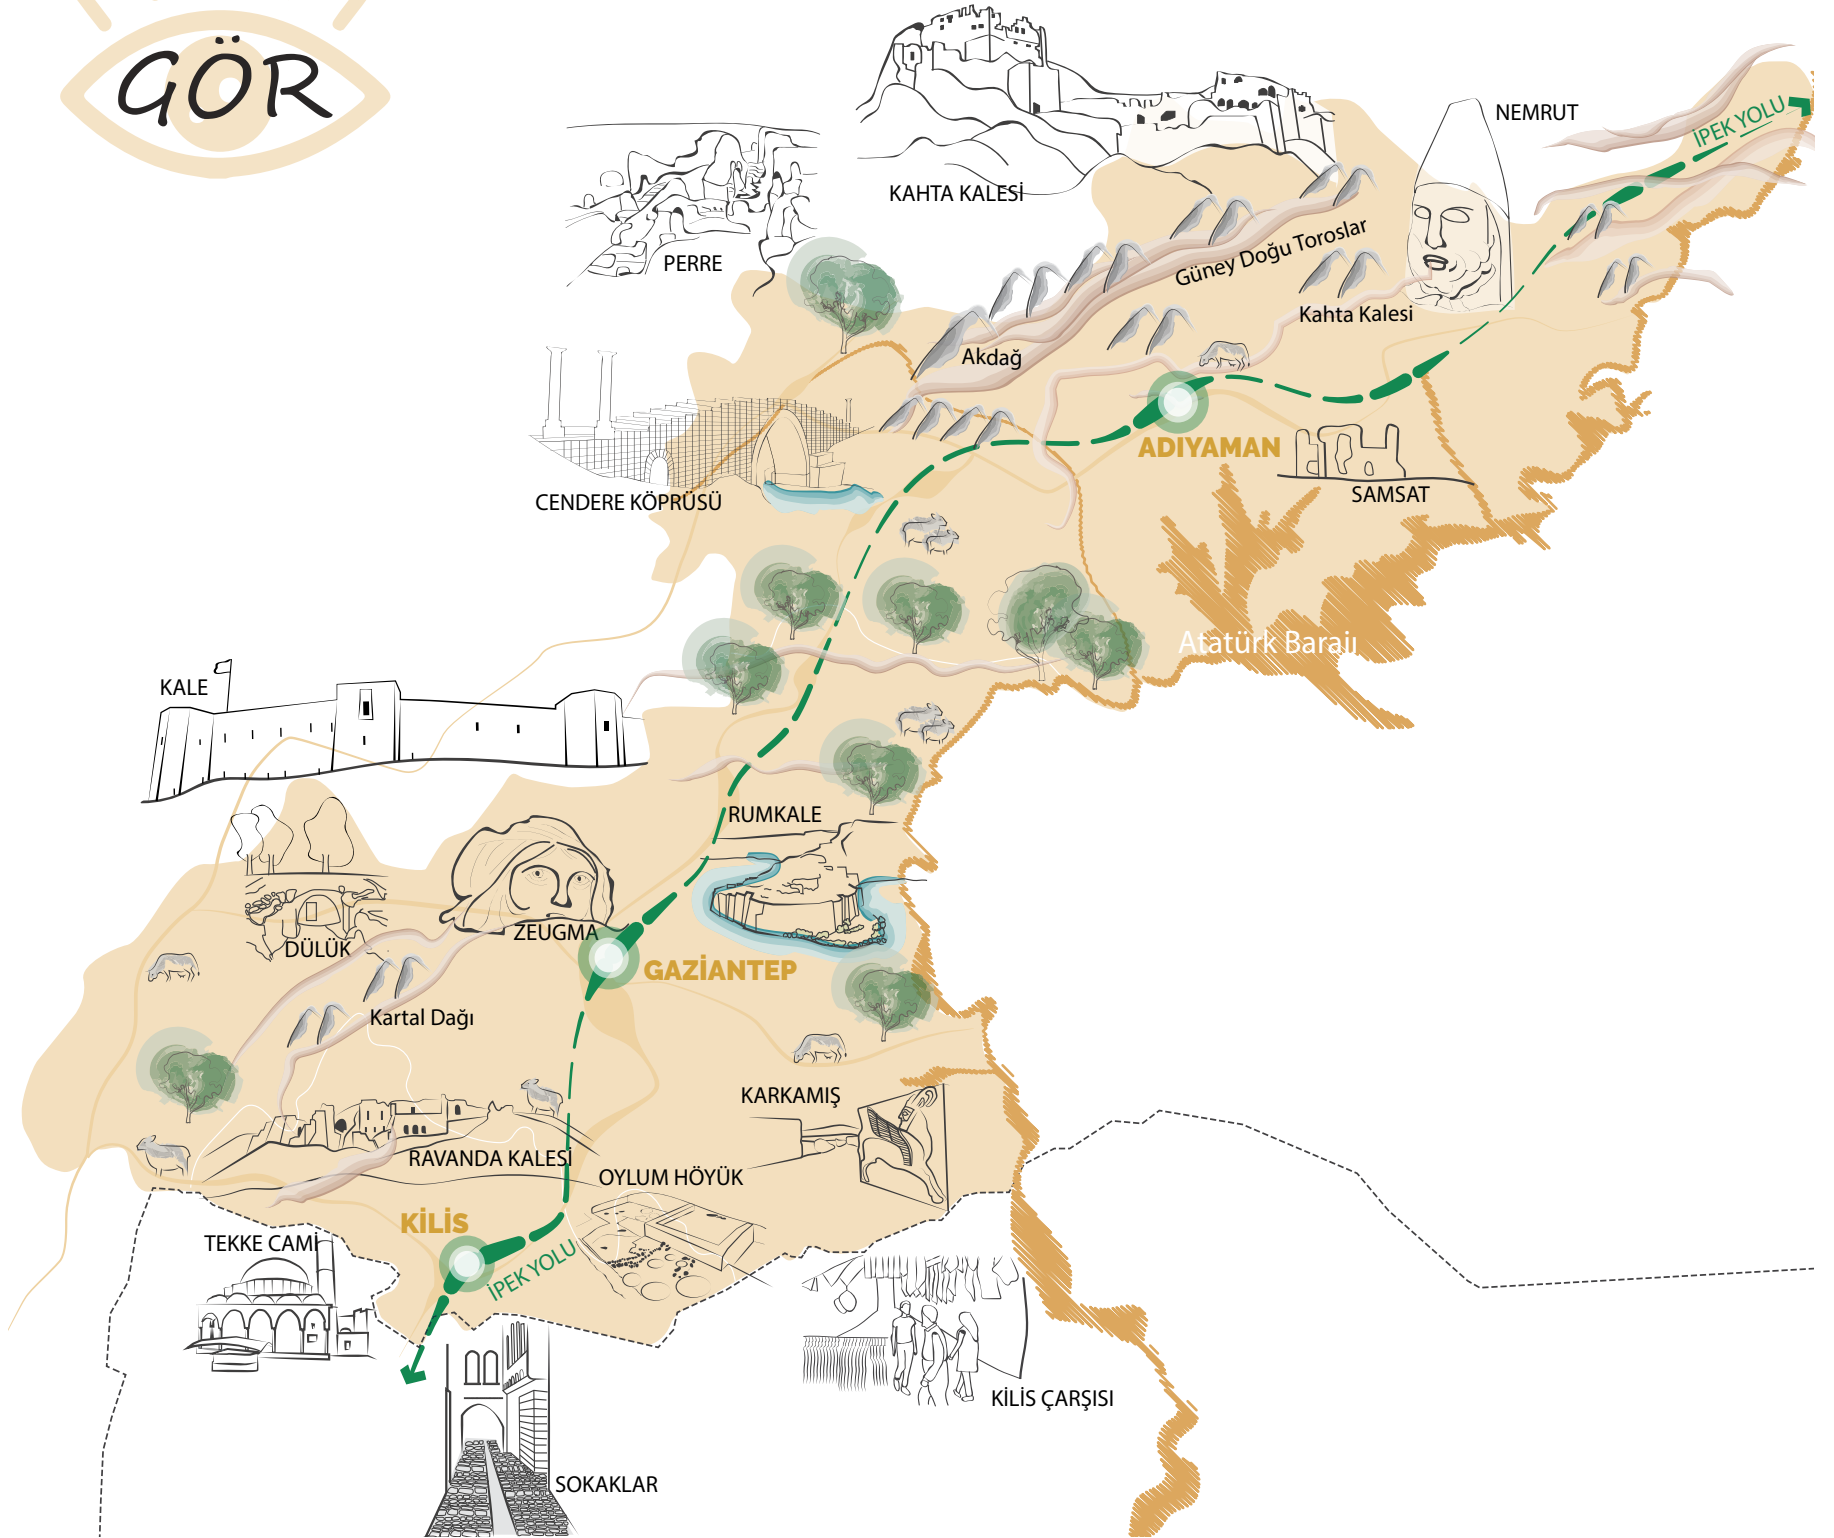 GÖR
NEMRUT
İPEK YOLU
KAHTA KALESİ
PERRE
Güney Doğu Toroslar
Kahta Kalesi
Akdağ
ADIYAMAN
CENDERE KÖPRÜSÜ
SAMSAT
Atatürk Barajı
KALE
RUMKALE
ZEUGMA
DÜLÜK
GAZİANTEP
Kartal Dağı
KARKAMIŞ
RAVANDA KALESİ
OYLUM HÖYÜK
KİLİS
TEKKE CAMİ
İPEK YOLU
KİLİS ÇARŞISI
SOKAKLAR